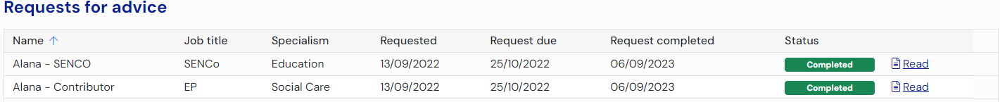 Requests for advice
Name ↑ Job title Specialism Requested Request due Request completed Status
Alana - SENCO SENCo Education 13/09/2022 25/10/2022 06/09/2023 Completed Read
Alana - Contributor EP Social Care 13/09/2022 25/10/2022 06/09/2023 Completed Read